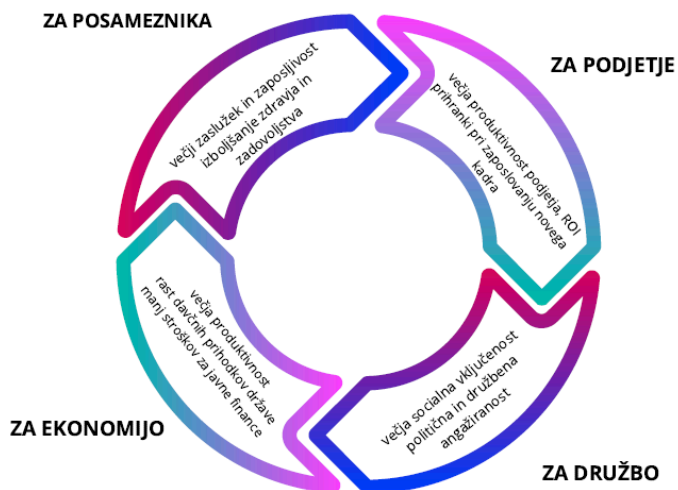 ZA POSAMEZNIKA
večji zaslužek in zaposljivost
izboljšanje zdravja in
zadovoljstva
ZA PODJETJE
večja produktivnost podjetja, ROI
prihranki pri zaposlovanju novega
kadra
ZA DRUŽBO
večja socialna vključenost
politična in družbena
angažiranost
ZA EKONOMIJO
večja produktivnost
rast davčnih prihodkov države
manj stroškov za javne finance